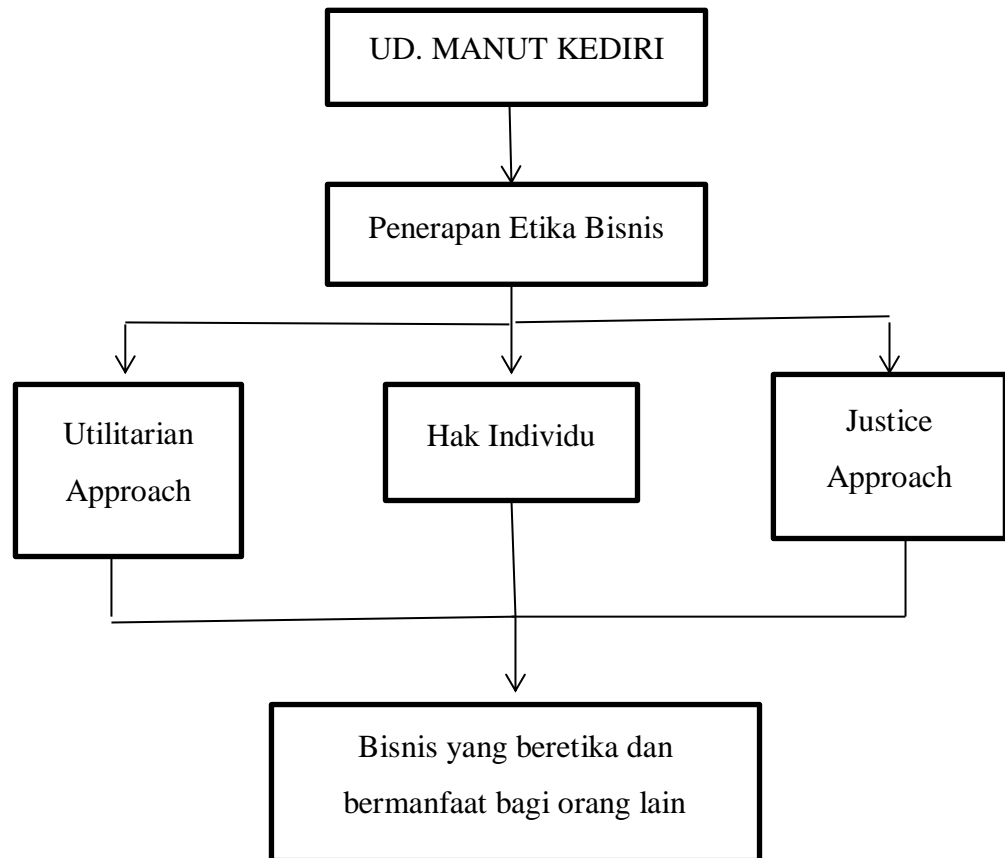 UD. MANUT KEDIRI
Penerapan Etika Bisnis
Utilitarian
Approach
Hak Individu
Justice
Approach
Bisnis yang beretika dan
bermanfaat bagi orang lain